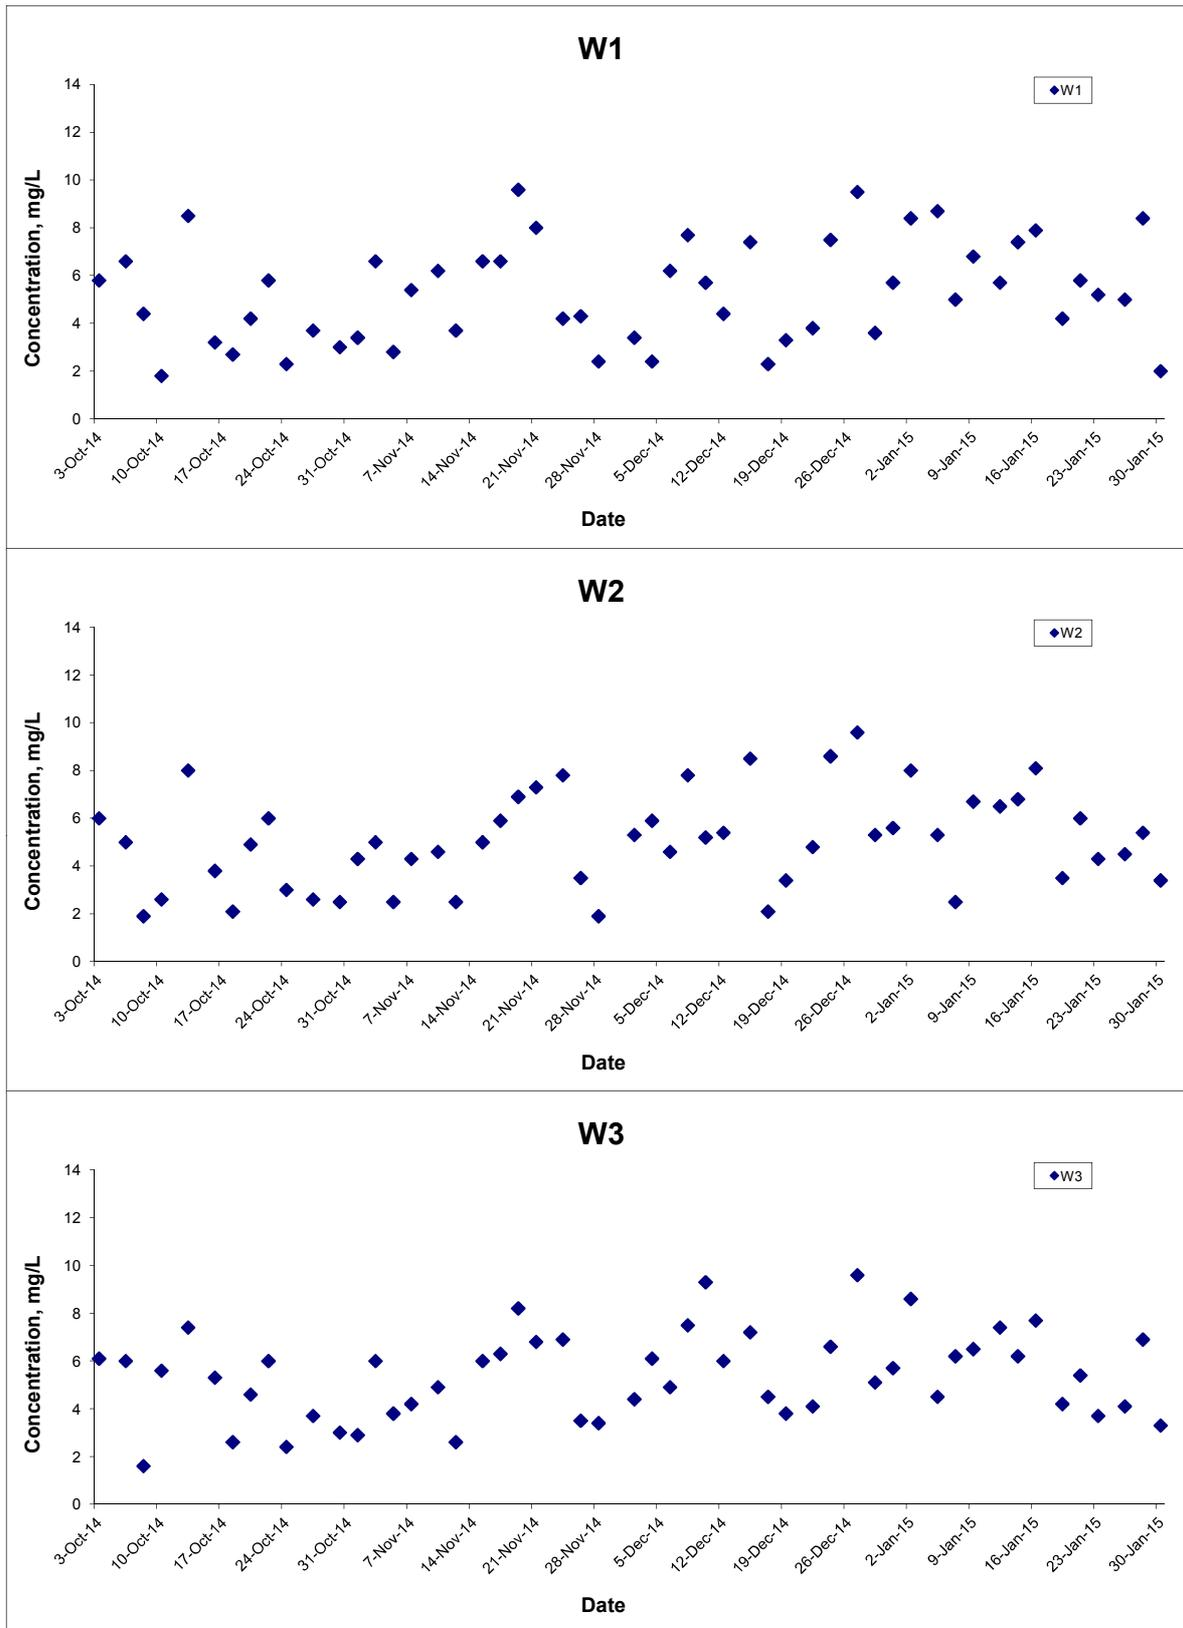 W1
W1
14
12
10
8
6
4
2
0
Concentration, mg/L
3-Oct-14
10-Oct-14
17-Oct-14
24-Oct-14
31-Oct-14
7-Nov-14
14-Nov-14
21-Nov-14
28-Nov-14
5-Dec-14
12-Dec-14
19-Dec-14
26-Dec-14
2-Jan-15
9-Jan-15
16-Jan-15
23-Jan-15
30-Jan-15
Date
W2
W2
14
12
10
8
6
4
2
0
Concentration, mg/L
3-Oct-14
10-Oct-14
17-Oct-14
24-Oct-14
31-Oct-14
7-Nov-14
14-Nov-14
21-Nov-14
28-Nov-14
5-Dec-14
12-Dec-14
19-Dec-14
26-Dec-14
2-Jan-15
9-Jan-15
16-Jan-15
23-Jan-15
30-Jan-15
Date
W3
W3
14
12
10
8
6
4
2
0
Concentration, mg/L
3-Oct-14
10-Oct-14
17-Oct-14
24-Oct-14
31-Oct-14
7-Nov-14
14-Nov-14
21-Nov-14
28-Nov-14
5-Dec-14
12-Dec-14
19-Dec-14
26-Dec-14
2-Jan-15
9-Jan-15
16-Jan-15
23-Jan-15
30-Jan-15
Date